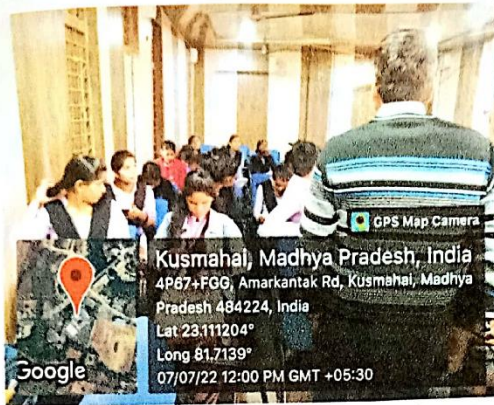 GPS Map Camera
Kusmahai, Madhya Pradesh, India
4P67+FGG, Amarkantak Rd, Kusmahai, Madhya
Pradesh 484224, India
Lat 23.111204°
Long 81.7139°
07/07/22 12:00 PM GMT +05:30
Google